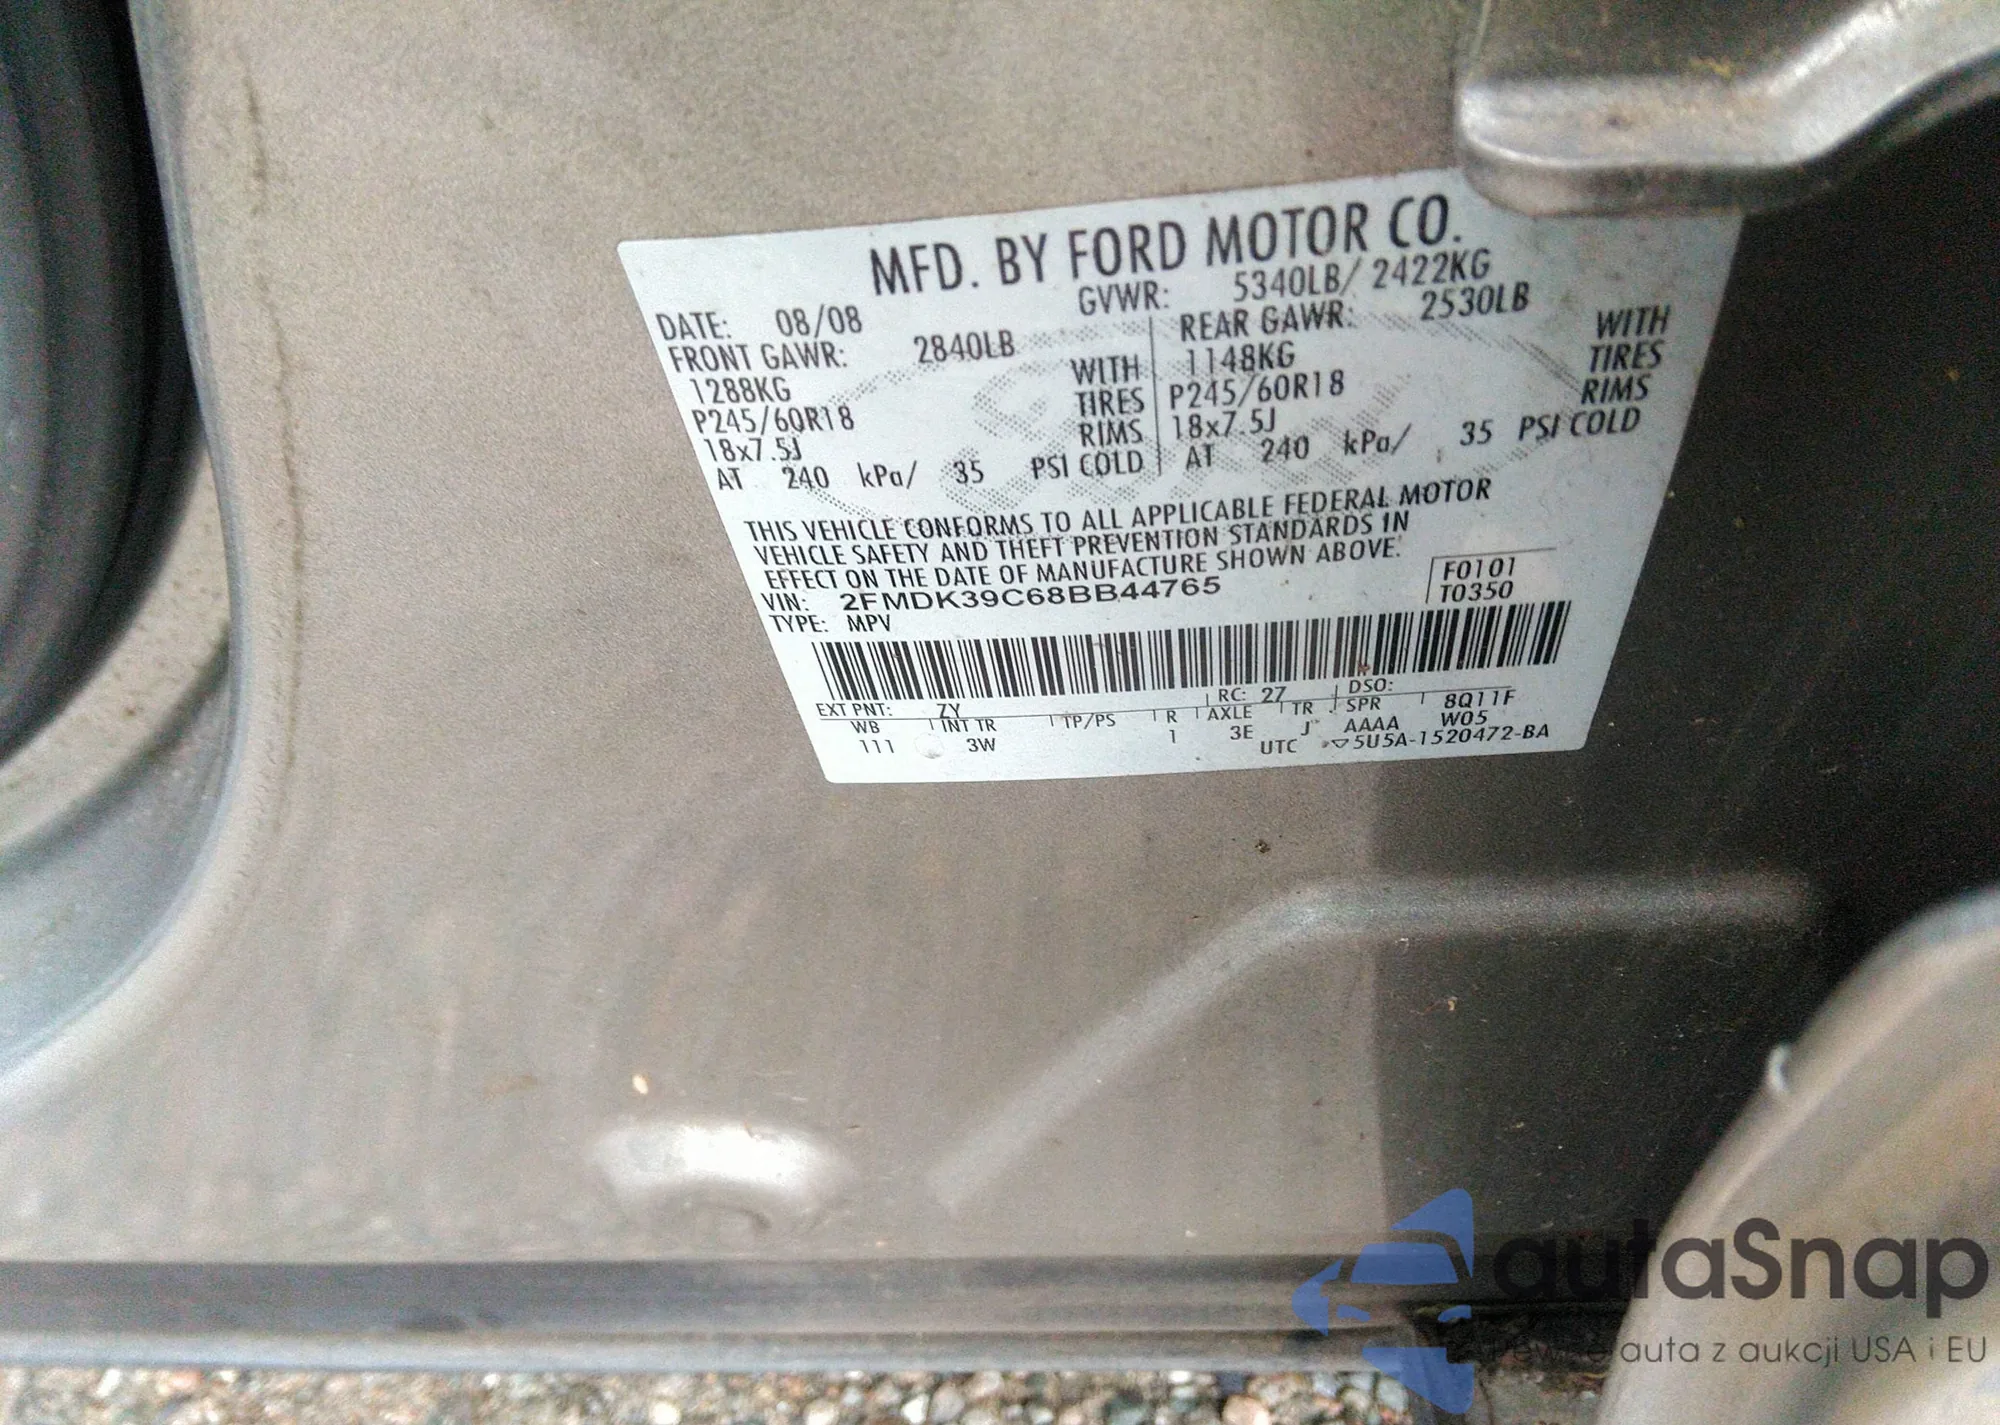 MFD. BY FORD MOTOR CO.
DATE: 08/08 GVWR: 5340LB/ 2422KG
FRONT GAWR: 2840LB REAR GAWR: 2530LB
1288KG WITH 1148KG WITH
P245/60R18 TIRES P245/60R18 TIRES
18x7.5J RIMS 18x7.5J RIMS
AT 240 kPa/ 35 PSI COLD AT 240 kPa/ 35 PSI COLD
THIS VEHICLE CONFORMS TO ALL APPLICABLE FEDERAL MOTOR
VEHICLE SAFETY AND THEFT PREVENTION STANDARDS IN
EFFECT ON THE DATE OF MANUFACTURE SHOWN ABOVE.
VIN: 2FMDK39C68BB44765 F0101
TYPE: MPV T0350
EXT PNT: ZY RC: 27 DSO:
WB INT TR TP/PS R AXLE TR SPR 8Q11F
111 3W 1 3E J AAAA W05
UTC ▽5U5A-1520472-BA
autaSnap
auta z aukcji USA i EU